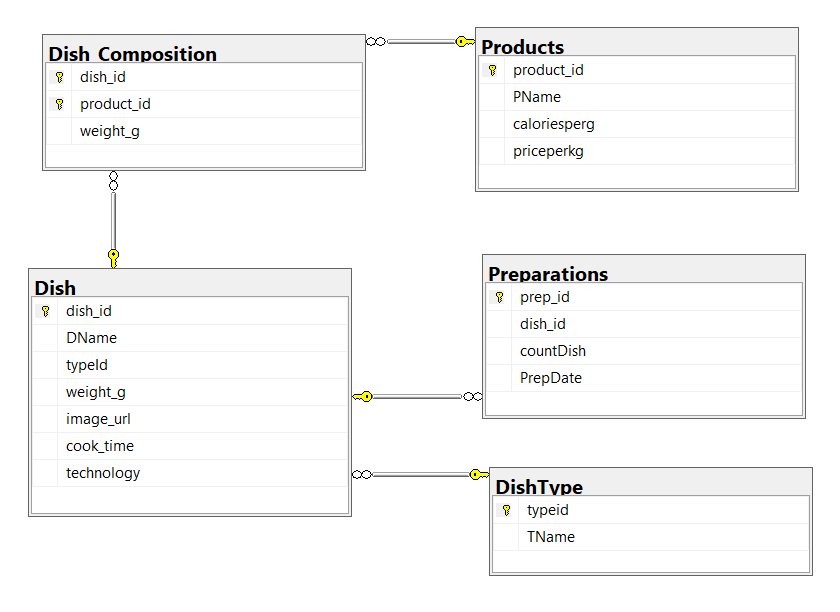 Dish_Composition
dish_id
product_id
weight_g
Products
product_id
PName
caloriesperg
priceperkg
Dish
dish_id
DName
typeId
weight_g
image_url
cook_time
technology
Preparations
prep_id
dish_id
countDish
PrepDate
DishType
typeid
TName